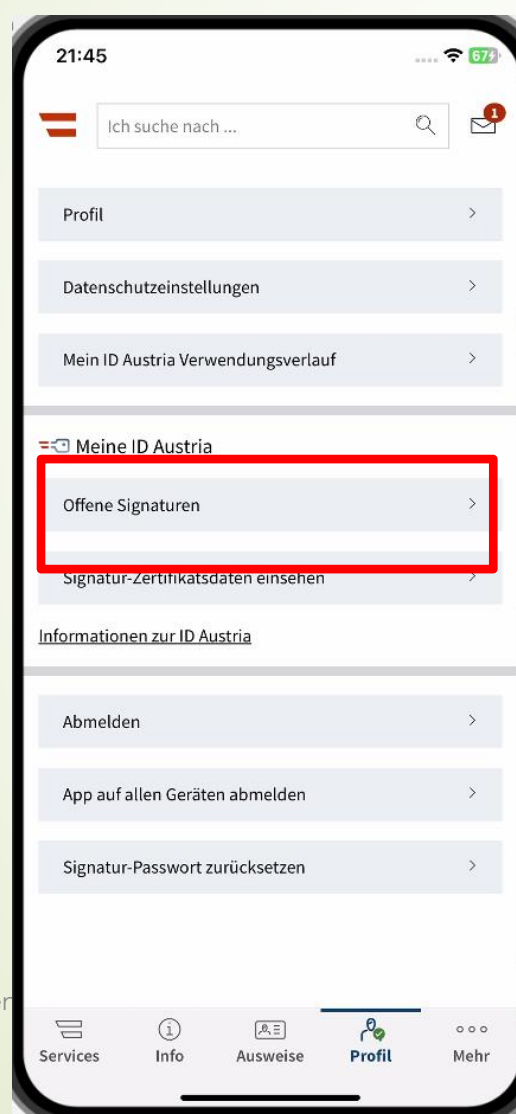 21:45
67
Ich suche nach ...
1
Profil
Datenschutzeinstellungen
Mein ID Austria Verwendungsverlauf
Meine ID Austria
Offene Signaturen
Signatur-Zertifikatsdaten einsehen
Informationen zur ID Austria
Abmelden
App auf allen Geräten abmelden
Signatur-Passwort zurücksetzen
Services Info Ausweise Profil Mehr